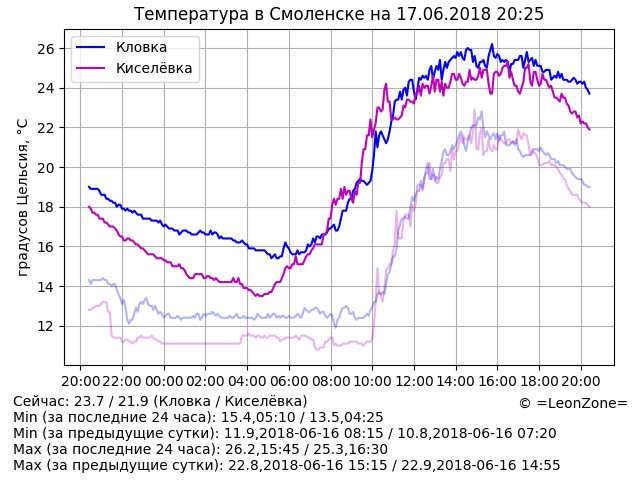 Температура в Смоленске на 17.06.2018 20:25
Кловка
Киселёвка
градусов Цельсия, °C
26
24
22
20
18
16
14
12
20:00 22:00 00:00 02:00 04:00 06:00 08:00 10:00 12:00 14:00 16:00 18:00 20:00
Сейчас: 23.7 / 21.9 (Кловка / Киселёвка)
© =LeonZone=
Min (за последние 24 часа): 15.4,05:10 / 13.5,04:25
Min (за предыдущие сутки): 11.9,2018-06-16 08:15 / 10.8,2018-06-16 07:20
Max (за последние 24 часа): 26.2,15:45 / 25.3,16:30
Max (за предыдущие сутки): 22.8,2018-06-16 15:15 / 22.9,2018-06-16 14:55